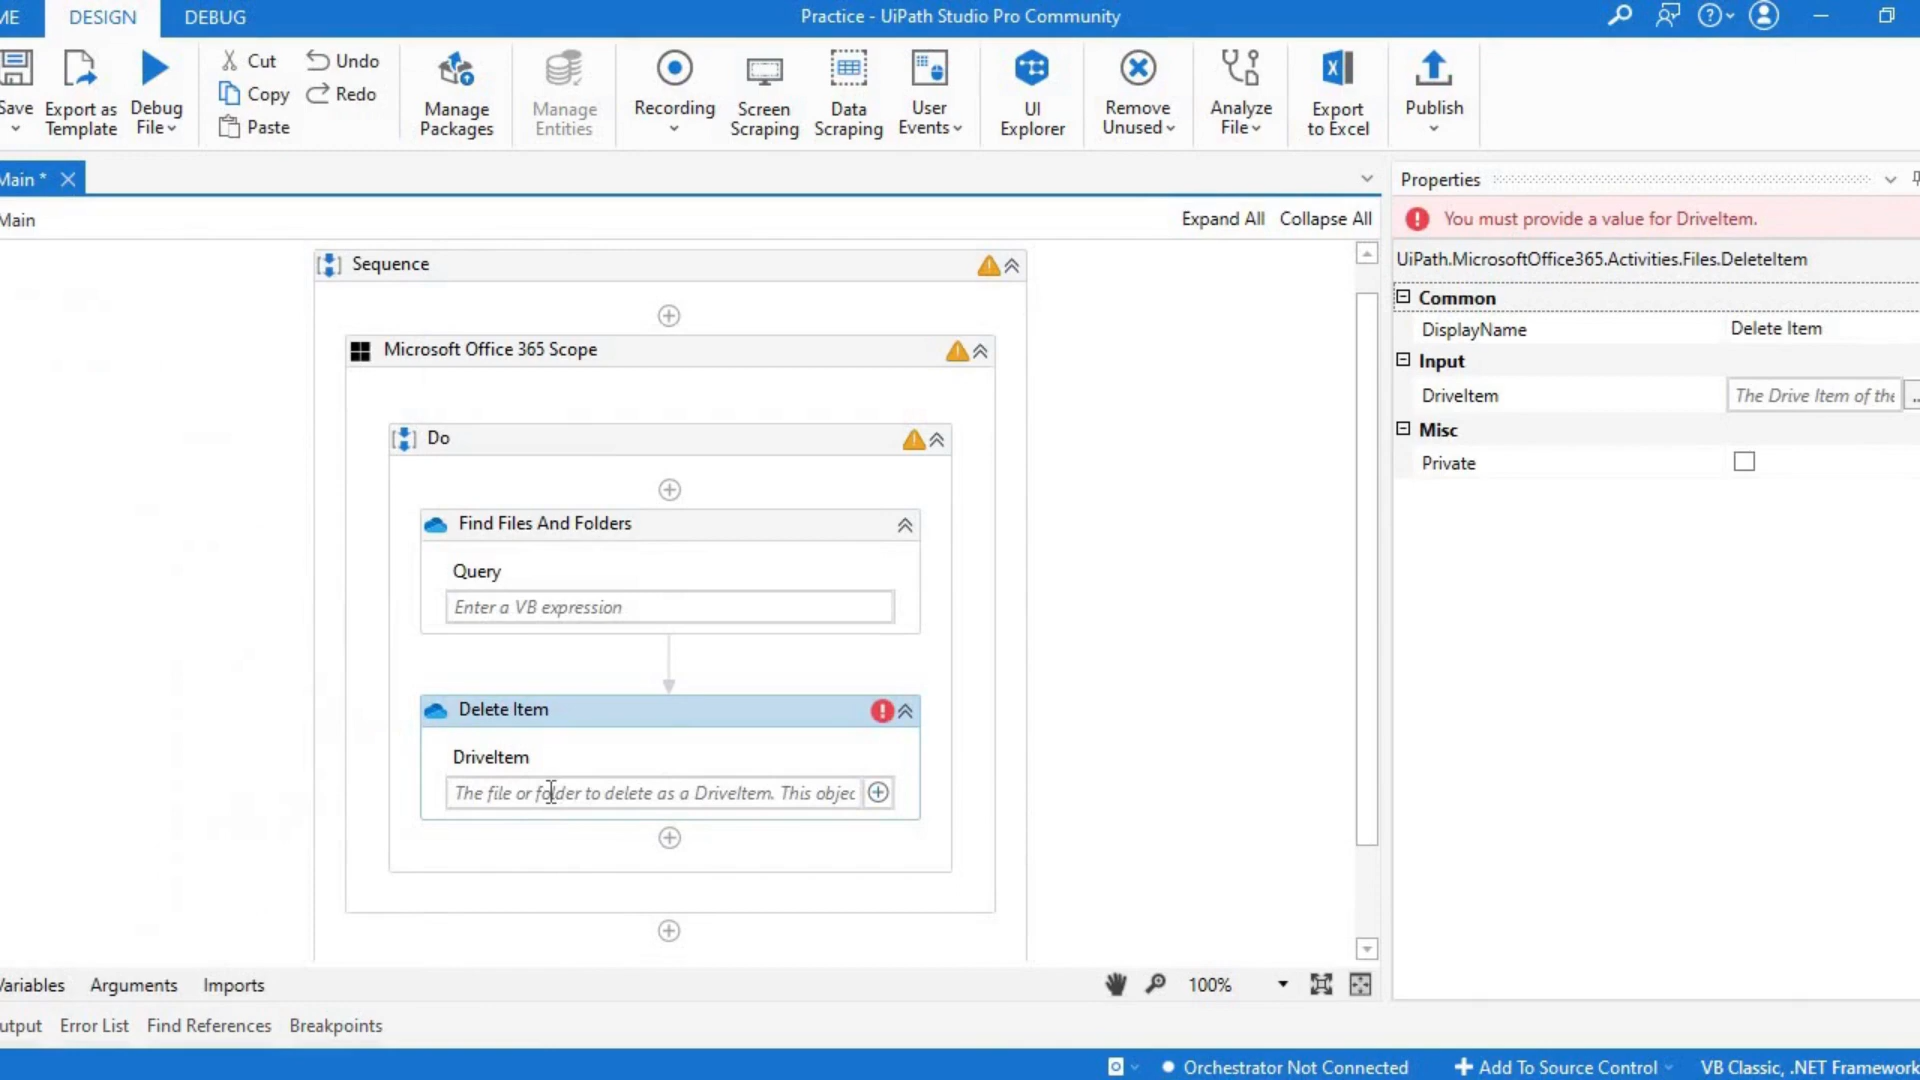 ME DESIGN DEBUG Practice - UiPath Studio Pro Community
Save
Export as Template
Debug File
Cut
Copy
Paste
Undo
Redo
Manage Packages
Manage Entities
Recording
Screen Scraping
Data Scraping
User Events
UI Explorer
Remove Unused
Analyze File
Export to Excel
Publish
Main *
Properties
Main
Expand All Collapse All
You must provide a value for DriveItem.
UiPath.MicrosoftOffice365.Activities.Files.DeleteItem
Common
DisplayName Delete Item
Input
DriveItem The Drive Item of the ...
Misc
Private
Sequence
Microsoft Office 365 Scope
Do
Find Files And Folders
Query
Enter a VB expression
Delete Item
DriveItem
The file or folder to delete as a DriveItem. This objec
Variables Arguments Imports
100%
utput Error List Find References Breakpoints
Orchestrator Not Connected Add To Source Control VB Classic, .NET Framework